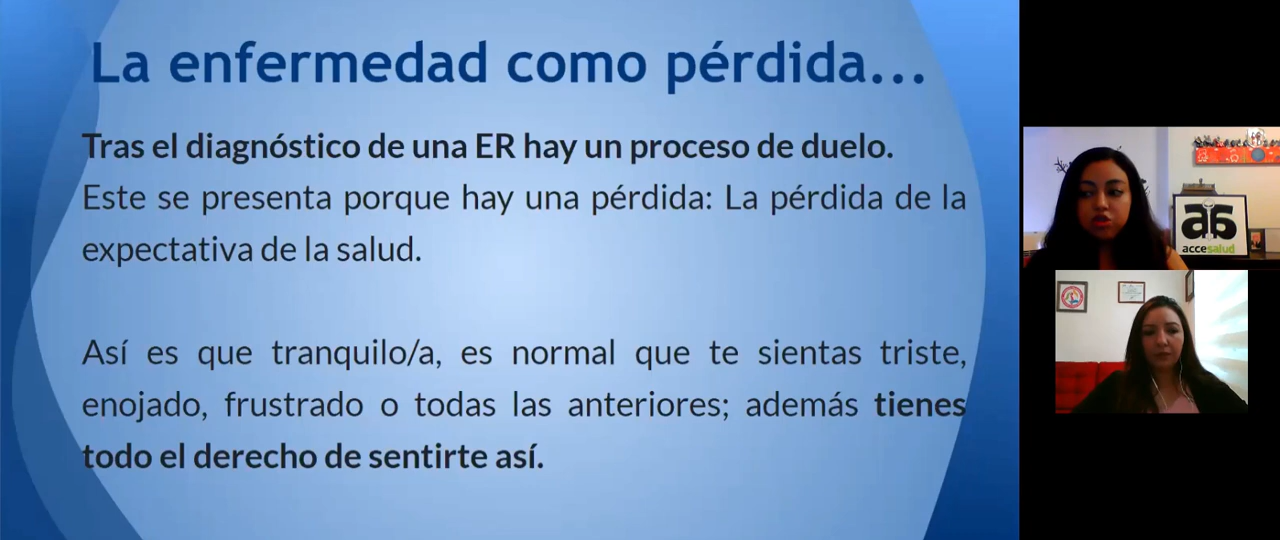 La enfermedad como pérdida...
Tras el diagnóstico de una ER hay un proceso de duelo.
Este se presenta porque hay una pérdida: La pérdida de la
expectativa de la salud.
Así es que tranquilo/a, es normal que te sientas triste,
enojado, frustrado o todas las anteriores; además tienes
todo el derecho de sentirte así.
accesalud